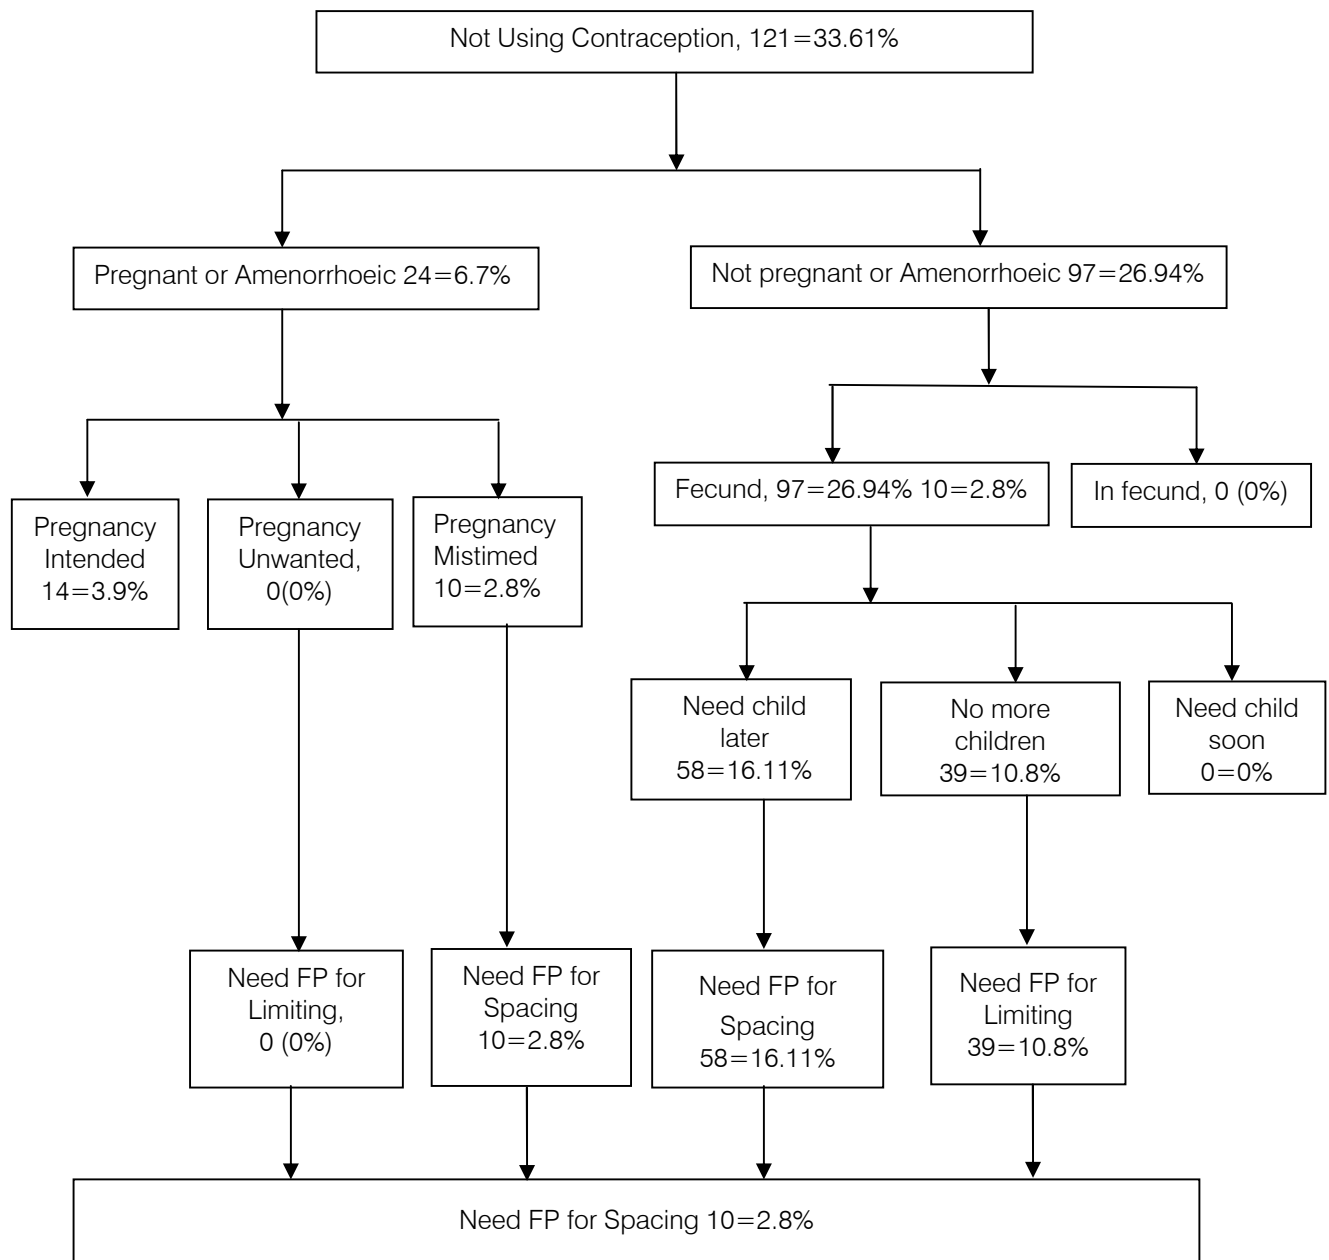 Not Using Contraception, 121=33.61%
Pregnant or Amenorrhoeic 24=6.7%
Not pregnant or Amenorrhoeic 97=26.94%
Fecund, 97=26.94% 10=2.8%
In fecund, 0 (0%)
Pregnancy
Intended
14=3.9%
Pregnancy
Unwanted,
0(0%)
Pregnancy
Mistimed
10=2.8%
Need child
later
58=16.11%
No more
children
39=10.8%
Need child
soon
0=0%
Need FP for
Limiting,
0 (0%)
Need FP for
Spacing
10=2.8%
Need FP for
Spacing
58=16.11%
Need FP for
Limiting
39=10.8%
Need FP for Spacing 10=2.8%